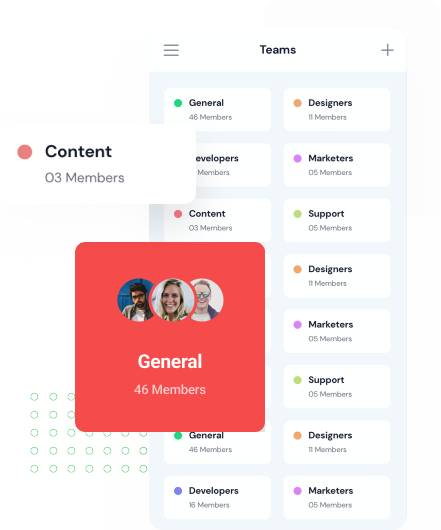 Teams
General
46 Members
Designers
11 Members
Content
03 Members
Marketers
05 Members
Content
03 Members
Support
05 Members
Designers
11 Members
General
46 Members
Marketers
05 Members
Support
05 Members
General
46 Members
Designers
11 Members
Developers
16 Members
Marketers
05 Members